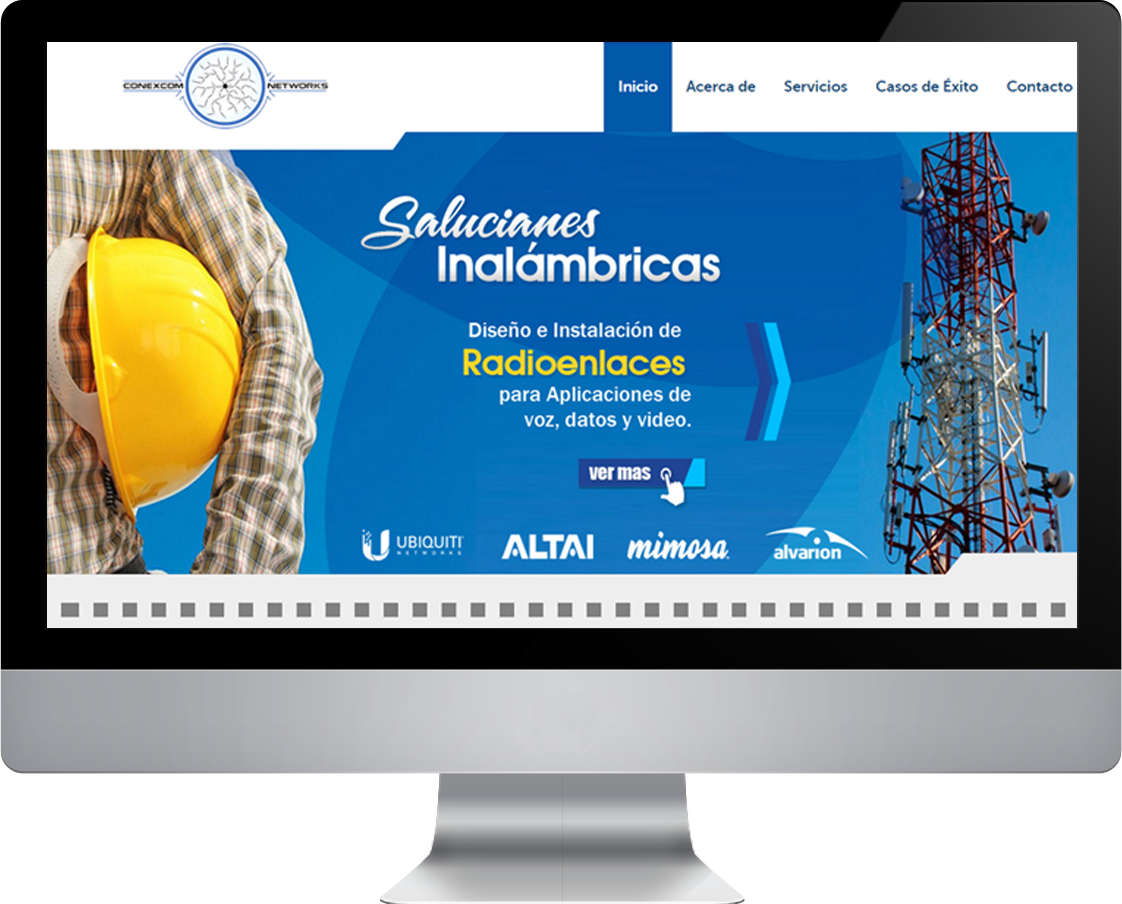 CONEXCOM NETWORKS
Inicio Acerca de Servicios Casos de Éxito Contacto
Salucianes
Inalámbricas
Diseño e Instalación de
Radioenlaces
para Aplicaciones de
voz, datos y video.
ver mas
UBIQUITI
NETWORKS
ALTAI
mimosa
alvarion